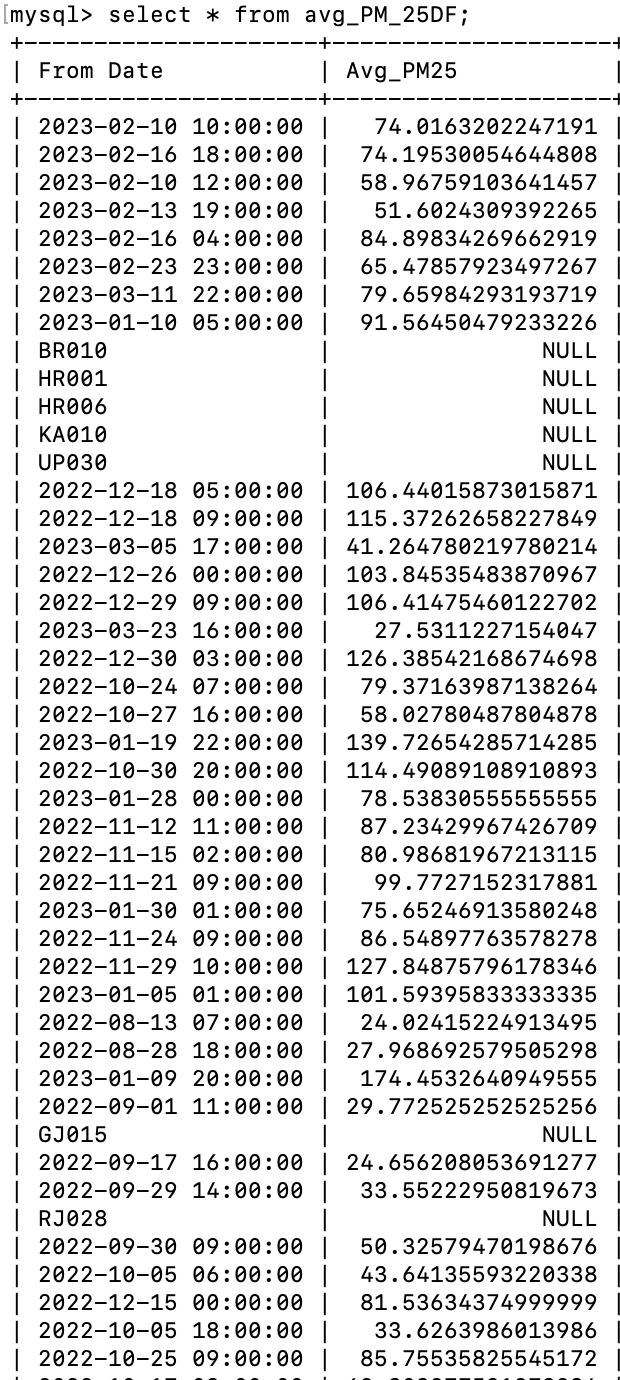 [mysql> select * from avg_PM_25DF;
+---------------------+--------------------+
| From Date | Avg_PM25 |
+---------------------+--------------------+
| 2023-02-10 10:00:00 | 74.0163202247191 |
| 2023-02-16 18:00:00 | 74.19530054644808 |
| 2023-02-10 12:00:00 | 58.96759103641457 |
| 2023-02-13 19:00:00 | 51.6024309392265 |
| 2023-02-16 04:00:00 | 84.89834269662919 |
| 2023-02-23 23:00:00 | 65.47857923497267 |
| 2023-03-11 22:00:00 | 79.65984293193719 |
| 2023-01-10 05:00:00 | 91.56450479233226 |
| BR010 | NULL |
| HR001 | NULL |
| HR006 | NULL |
| KA010 | NULL |
| UP030 | NULL |
| 2022-12-18 05:00:00 | 106.44015873015871 |
| 2022-12-18 09:00:00 | 115.37262658227849 |
| 2023-03-05 17:00:00 | 41.264780219780214 |
| 2022-12-26 00:00:00 | 103.84535483870967 |
| 2022-12-29 09:00:00 | 106.41475460122702 |
| 2023-03-23 16:00:00 | 27.5311227154047 |
| 2022-12-30 03:00:00 | 126.38542168674698 |
| 2022-10-24 07:00:00 | 79.37163987138264 |
| 2022-10-27 16:00:00 | 58.02780487804878 |
| 2023-01-19 22:00:00 | 139.72654285714285 |
| 2022-10-30 20:00:00 | 114.49089108910893 |
| 2023-01-28 00:00:00 | 78.53830555555555 |
| 2022-11-12 11:00:00 | 87.23429967426709 |
| 2022-11-15 02:00:00 | 80.98681967213115 |
| 2022-11-21 09:00:00 | 99.7727152317881 |
| 2023-01-30 01:00:00 | 75.65246913580248 |
| 2022-11-24 09:00:00 | 86.54897763578278 |
| 2022-11-29 10:00:00 | 127.84875796178346 |
| 2023-01-05 01:00:00 | 101.59395833333335 |
| 2022-08-13 07:00:00 | 24.02415224913495 |
| 2022-08-28 18:00:00 | 27.968692579505298 |
| 2023-01-09 20:00:00 | 174.4532640949555 |
| 2022-09-01 11:00:00 | 29.772525252525256 |
| GJ015 | NULL |
| 2022-09-17 16:00:00 | 24.656208053691277 |
| 2022-09-29 14:00:00 | 33.55222950819673 |
| RJ028 | NULL |
| 2022-09-30 09:00:00 | 50.32579470198676 |
| 2022-10-05 06:00:00 | 43.64135593220338 |
| 2022-12-15 00:00:00 | 81.53634374999999 |
| 2022-10-05 18:00:00 | 33.6263986013986 |
| 2022-10-25 09:00:00 | 85.75535825545172 |